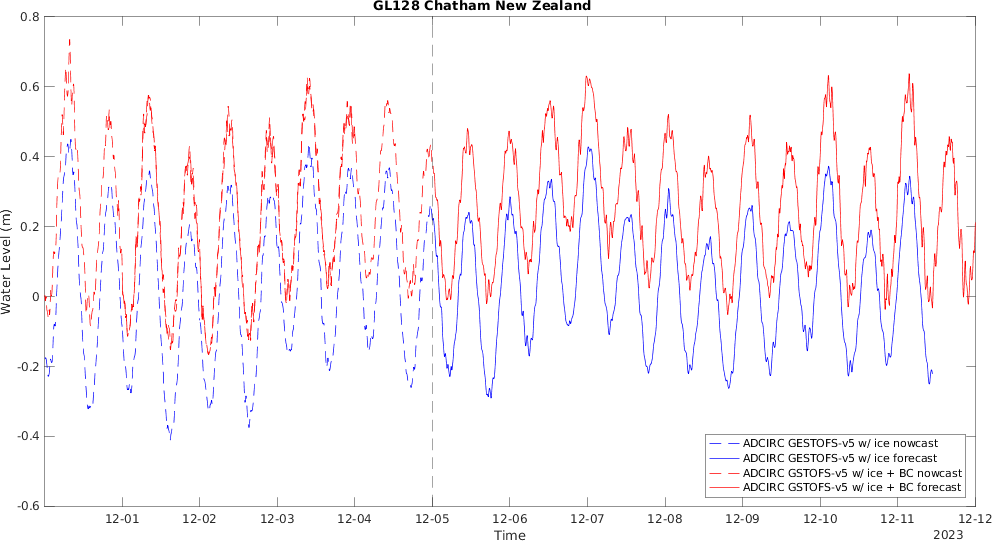 GL128 Chatham New Zealand
0.8
0.6
0.4
0.2
0
-0.2
-0.4
-0.6
Water Level (m)
ADCIRC GESTOFS-v5 w/ ice nowcast
ADCIRC GESTOFS-v5 w/ ice forecast
ADCIRC GSTOFS-v5 w/ ice + BC nowcast
ADCIRC GSTOFS-v5 w/ ice + BC forecast
12-01 12-02 12-03 12-04 12-05 12-06 12-07 12-08 12-09 12-10 12-11 12-12
Time
2023